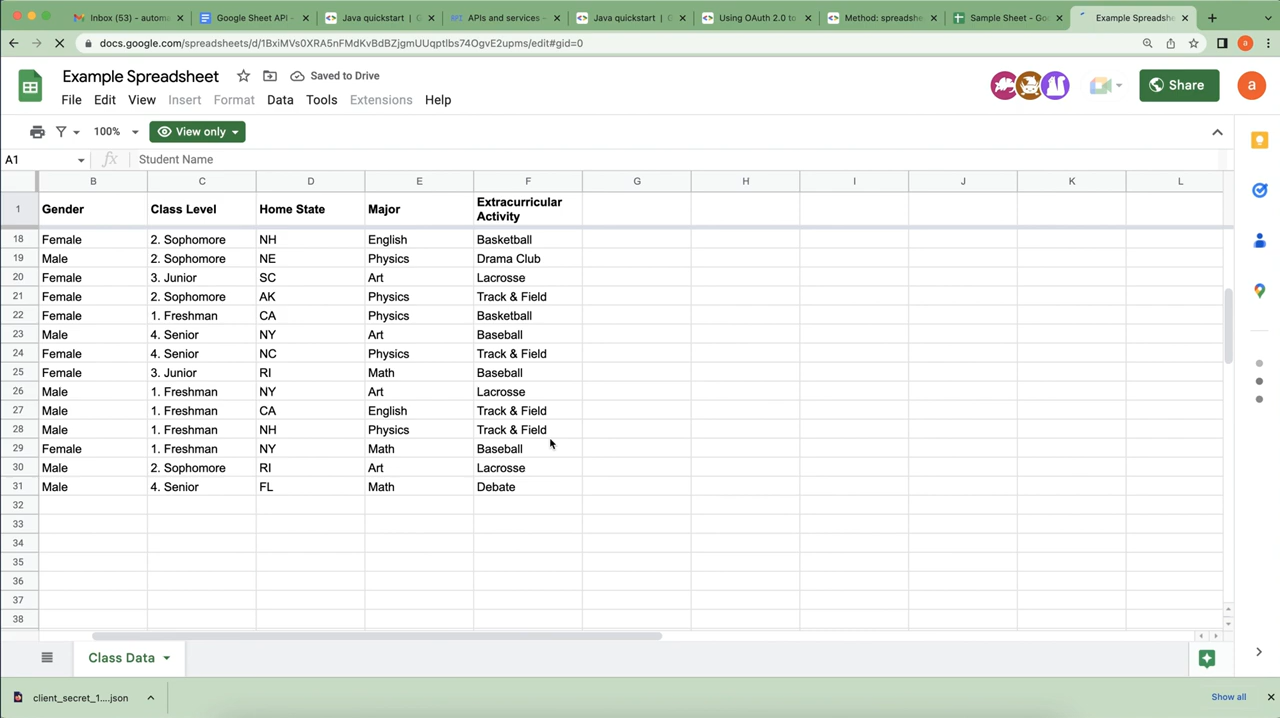 Inbox (53) - automa
Google Sheet API -
Java quickstart | G
APIs and services -
Java quickstart | G
Using OAuth 2.0 to
Method: spreadshe
Sample Sheet - Goo
Example Spreadshe
docs.google.com/spreadsheets/d/1BxiMVs0XRA5nFMdKvBdBZjgmUUqptlbs74OgvE2upms/edit#gid=0
a
Example Spreadsheet
Saved to Drive
File Edit View Insert Format Data Tools Extensions Help
Share
a
100%
View only
A1
fx
Student Name
B C D E F G H I J K L
1 Gender Class Level Home State Major Extracurricular
Activity
18 Female 2. Sophomore NH English Basketball
19 Male 2. Sophomore NE Physics Drama Club
20 Female 3. Junior SC Art Lacrosse
21 Female 2. Sophomore AK Physics Track & Field
22 Female 1. Freshman CA Physics Basketball
23 Male 4. Senior NY Art Baseball
24 Female 4. Senior NC Physics Track & Field
25 Female 3. Junior RI Math Baseball
26 Male 1. Freshman NY Art Lacrosse
27 Male 1. Freshman CA English Track & Field
28 Male 1. Freshman NH Physics Track & Field
29 Female 1. Freshman NY Math Baseball
30 Male 2. Sophomore RI Art Lacrosse
31 Male 4. Senior FL Math Debate
32
33
34
35
36
37
38
Class Data
client_secret_1....json
Show all